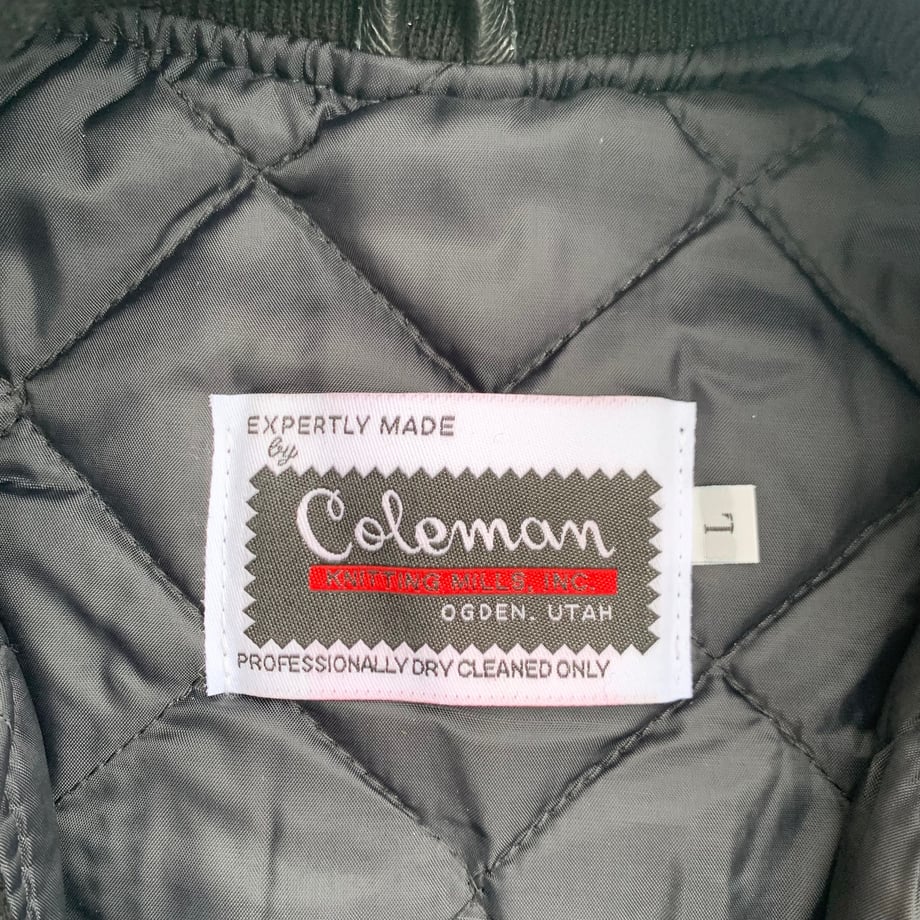 EXPERTLY MADE
by
Coleman
KNITTING MILLS, INC.
OGDEN. UTAH
PROFESSIONALLY DRY CLEANED ONLY
L